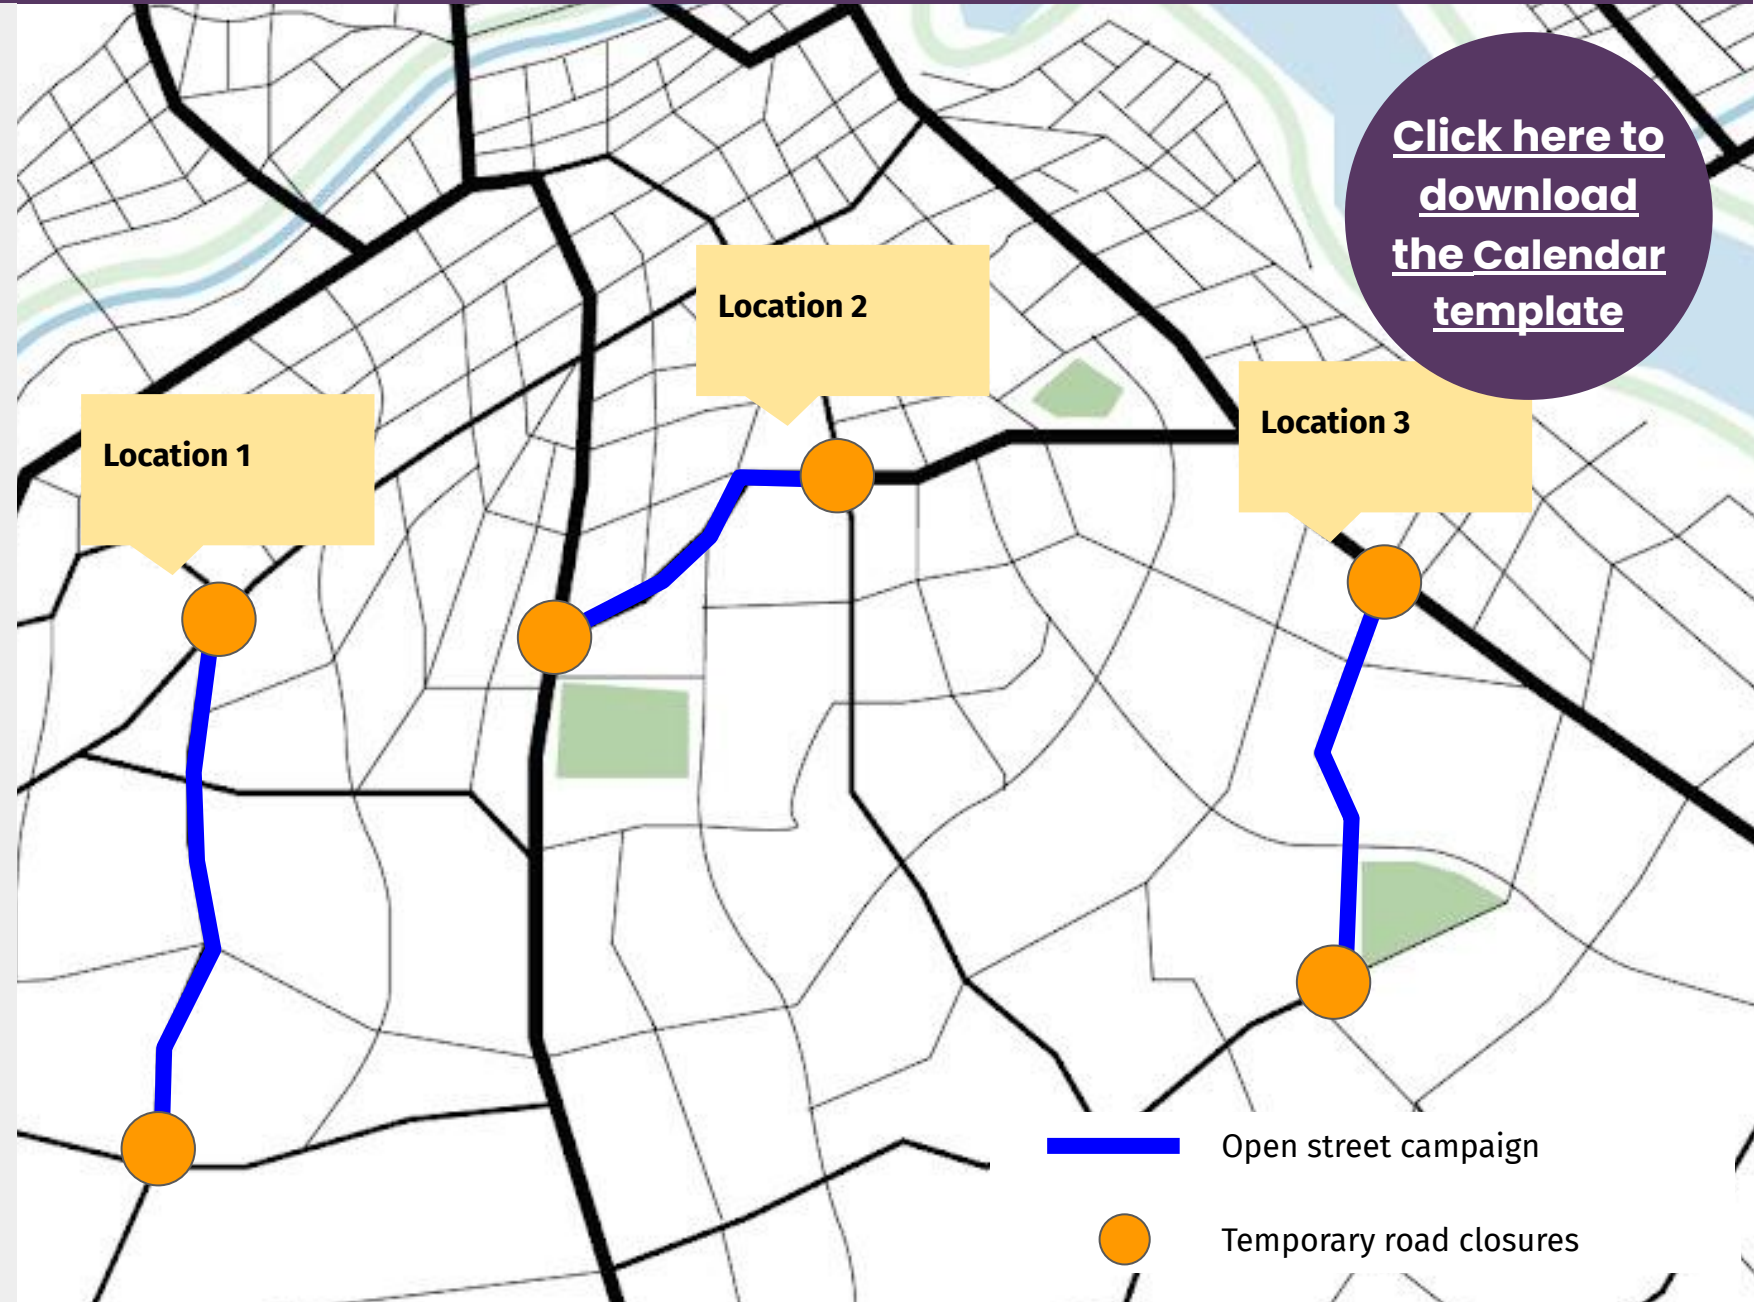 Click here to
download
the Calendar
template
Location 2
Location 3
Location 1
Open street campaign
Temporary road closures